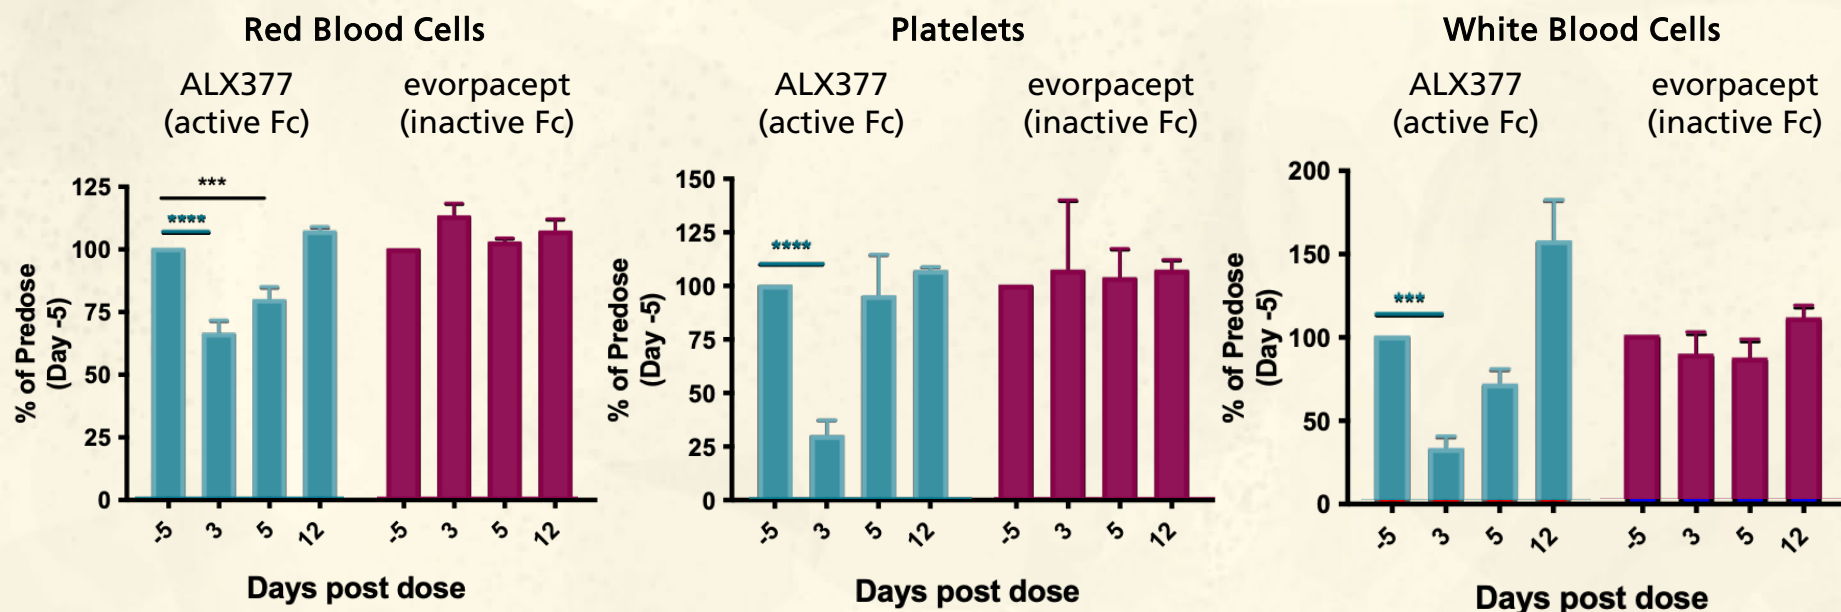 Red Blood Cells
ALX377
(active Fc)
evorpacept
(inactive Fc)
% of Predose
(Day -5)
125
100
75
50
25
0
***
****
-5 3 5 12 -5 3 5 12
Days post dose
Platelets
ALX377
(active Fc)
evorpacept
(inactive Fc)
% of Predose
(Day -5)
150
125
100
75
50
25
0
****
-5 3 5 12 -5 3 5 12
Days post dose
White Blood Cells
ALX377
(active Fc)
evorpacept
(inactive Fc)
% of Predose
(Day -5)
200
150
100
50
0
***
-5 3 5 12 -5 3 5 12
Days post dose